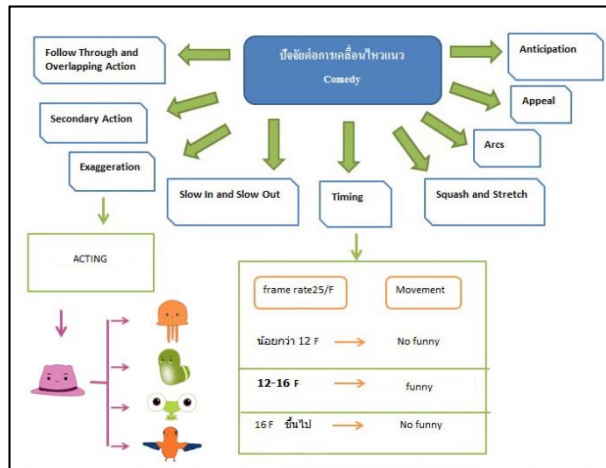 ปัจจัยต่อการเคลื่อนไหวแนว
Comedy
Follow Through and
Overlapping Action
Anticipation
Secondary Action
Appeal
Exaggeration
Arcs
Slow In and Slow Out
Timing
Squash and Stretch
ACTING
frame rate25/F
Movement
น้อยกว่า 12 F
No funny
12-16 F
funny
16 F ขึ้นไป
No funny